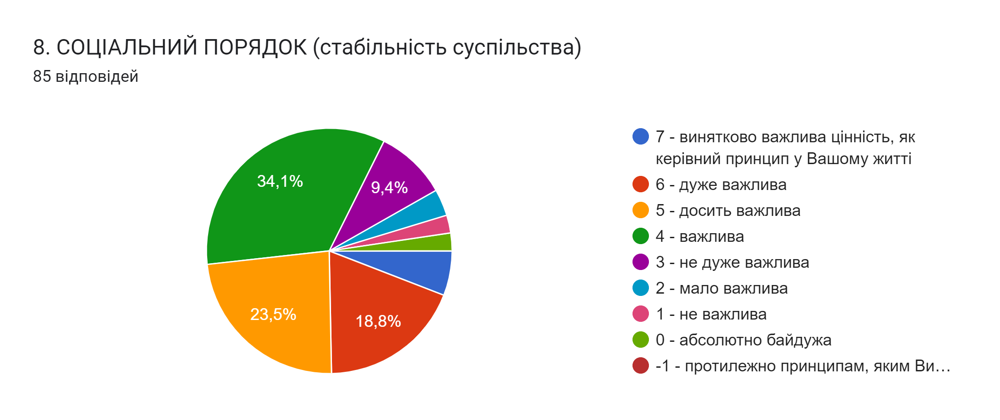 8. СОЦІАЛЬНИЙ ПОРЯДОК (стабільність суспільства)
85 відповідей
34,1%
9,4%
23,5%
18,8%
7 - винятково важлива цінність, як
керівний принцип у Вашому житті
6 - дуже важлива
5 - досить важлива
4 - важлива
3 - не дуже важлива
2 - мало важлива
1 - не важлива
0 - абсолютно байдужа
-1 - протилежно принципам, яким Ви…